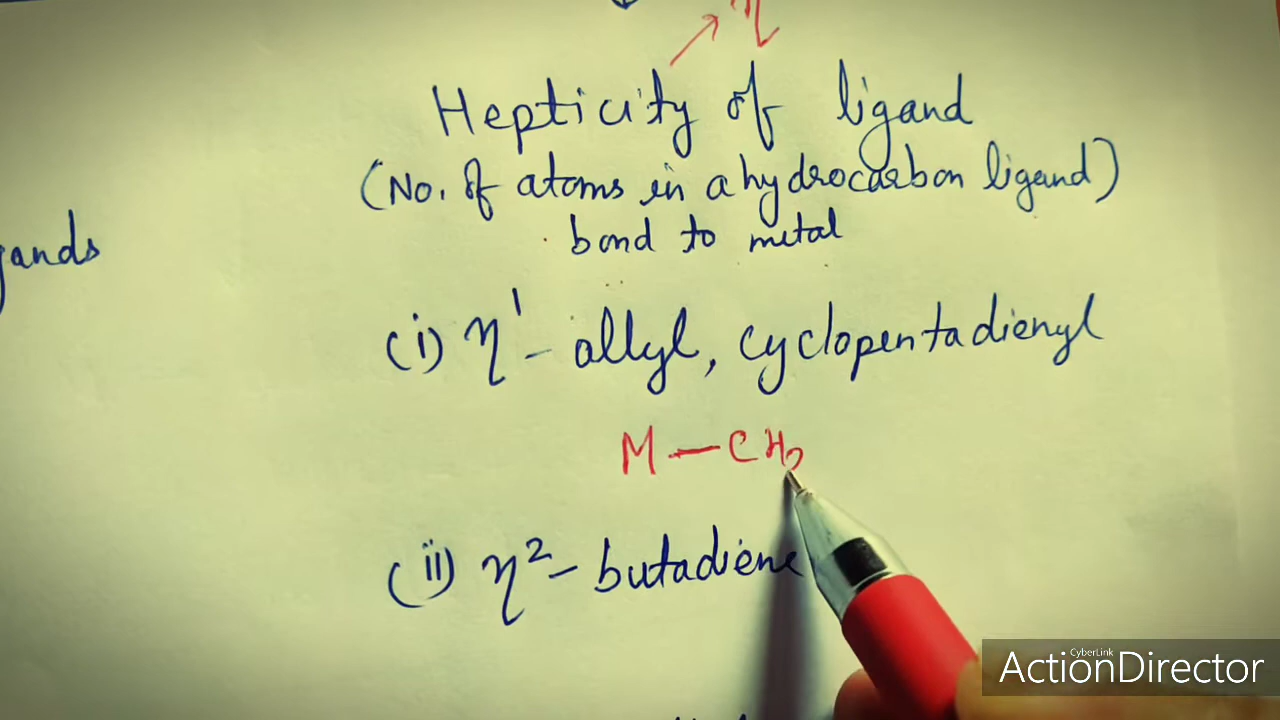 η
Hepticity of ligand
(No. of atoms in a hydrocarbon ligand)
bond to metal
gands
(i) η¹- allyl, cyclopentadienyl
M-CH2
(ii) η²- butadiene
CyberLink
ActionDirector